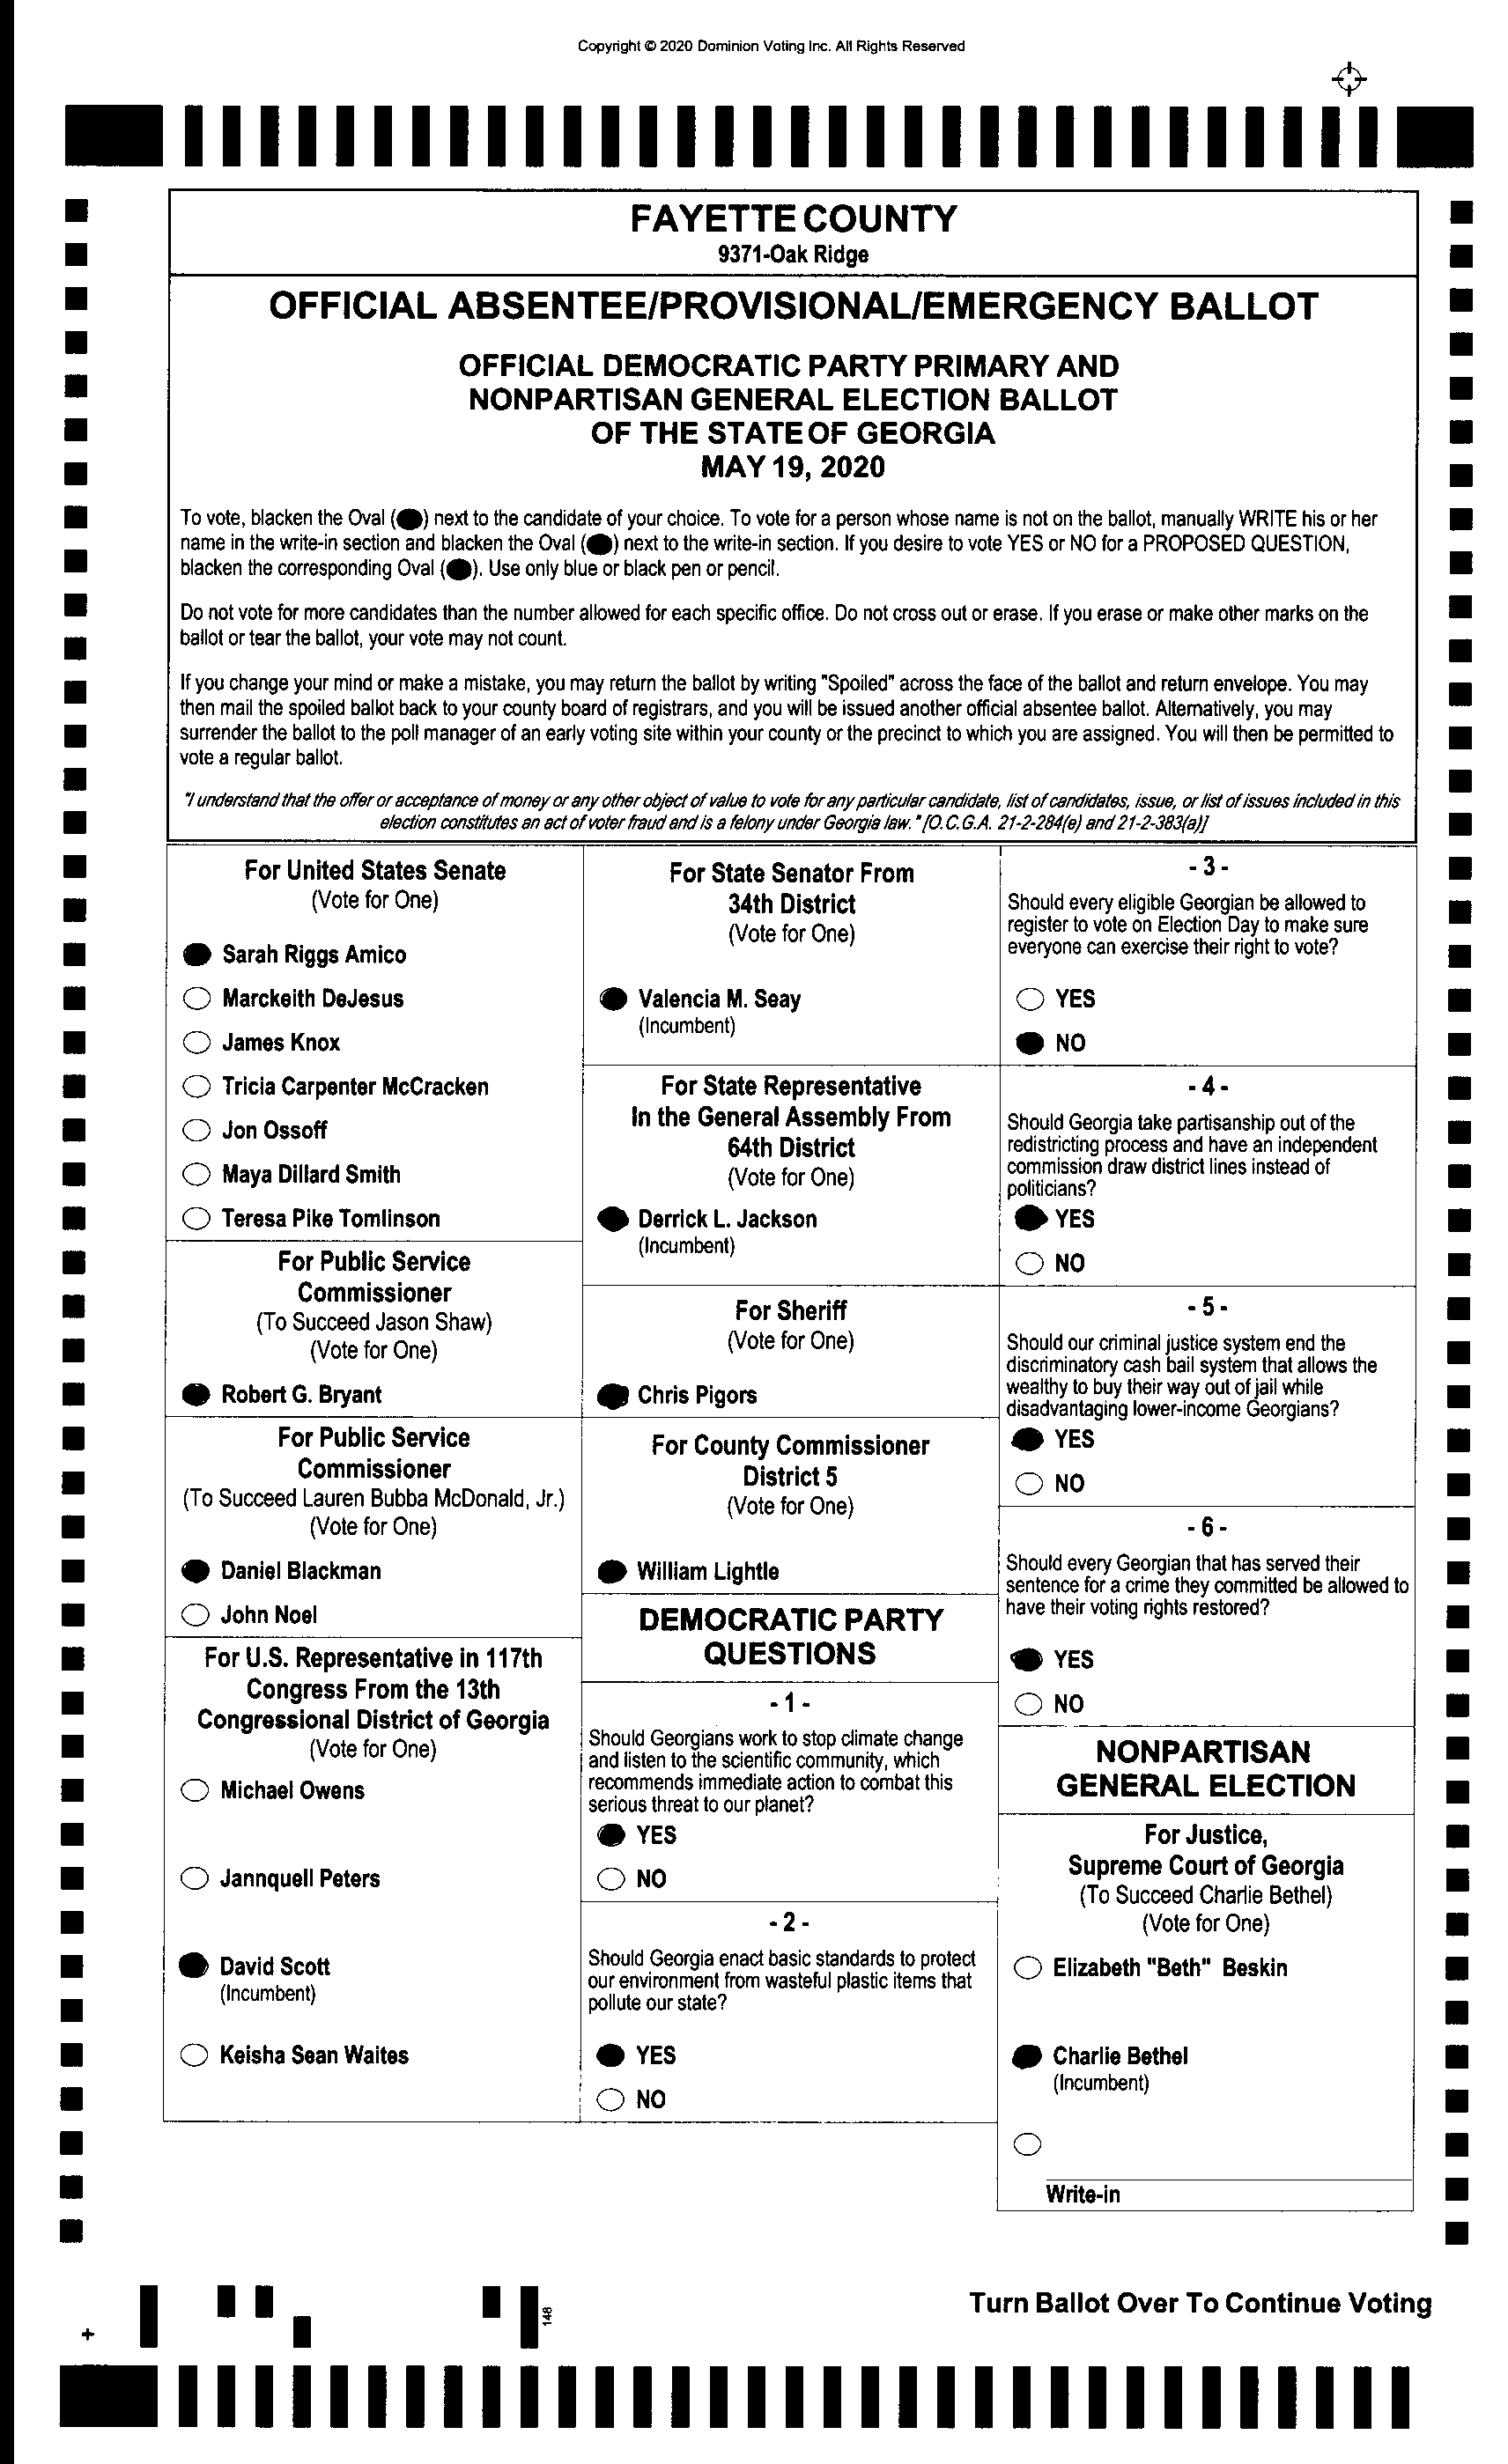 Copyright © 2020 Dominion Voting Inc. All Rights Reserved
FAYETTE COUNTY
9371-Oak Ridge
OFFICIAL ABSENTEE/PROVISIONAL/EMERGENCY BALLOT
OFFICIAL DEMOCRATIC PARTY PRIMARY AND
NONPARTISAN GENERAL ELECTION BALLOT
OF THE STATE OF GEORGIA
MAY 19, 2020
To vote, blacken the Oval ( ) next to the candidate of your choice. To vote for a person whose name is not on the ballot, manually WRITE his or her
name in the write-in section and blacken the Oval ( ) next to the write-in section. If you desire to vote YES or NO for a PROPOSED QUESTION,
blacken the corresponding Oval ( ). Use only blue or black pen or pencil.
Do not vote for more candidates than the number allowed for each specific office. Do not cross out or erase. If you erase or make other marks on the
ballot or tear the ballot, your vote may not count.
If you change your mind or make a mistake, you may return the ballot by writing "Spoiled" across the face of the ballot and return envelope. You may
then mail the spoiled ballot back to your county board of registrars, and you will be issued another official absentee ballot. Alternatively, you may
surrender the ballot to the poll manager of an early voting site within your county or the precinct to which you are assigned. You will then be permitted to
vote a regular ballot.
"I understand that the offer or acceptance of money or any other object of value to vote for any particular candidate, list of candidates, issue, or list of issues included in this
election constitutes an act of voter fraud and is a felony under Georgia law." [O.C.G.A. 21-2-284(e) and 21-2-383(a)]
For United States Senate
(Vote for One)
Sarah Riggs Amico
Marckeith DeJesus
James Knox
Tricia Carpenter McCracken
Jon Ossoff
Maya Dillard Smith
Teresa Pike Tomlinson
For Public Service
Commissioner
(To Succeed Jason Shaw)
(Vote for One)
Robert G. Bryant
For Public Service
Commissioner
(To Succeed Lauren Bubba McDonald, Jr.)
(Vote for One)
Daniel Blackman
John Noel
For U.S. Representative in 117th
Congress From the 13th
Congressional District of Georgia
(Vote for One)
Michael Owens
Jannquell Peters
David Scott
(Incumbent)
Keisha Sean Waites
For State Senator From
34th District
(Vote for One)
Valencia M. Seay
(Incumbent)
For State Representative
In the General Assembly From
64th District
(Vote for One)
Derrick L. Jackson
(Incumbent)
For Sheriff
(Vote for One)
Chris Pigors
For County Commissioner
District 5
(Vote for One)
William Lightle
DEMOCRATIC PARTY
QUESTIONS
- 1 -
Should Georgians work to stop climate change
and listen to the scientific community, which
recommends immediate action to combat this
serious threat to our planet?
YES
NO
- 2 -
Should Georgia enact basic standards to protect
our environment from wasteful plastic items that
pollute our state?
YES
NO
- 3 -
Should every eligible Georgian be allowed to
register to vote on Election Day to make sure
everyone can exercise their right to vote?
YES
NO
- 4 -
Should Georgia take partisanship out of the
redistricting process and have an independent
commission draw district lines instead of
politicians?
YES
NO
- 5 -
Should our criminal justice system end the
discriminatory cash bail system that allows the
wealthy to buy their way out of jail while
disadvantaging lower-income Georgians?
YES
NO
- 6 -
Should every Georgian that has served their
sentence for a crime they committed be allowed to
have their voting rights restored?
YES
NO
NONPARTISAN
GENERAL ELECTION
For Justice,
Supreme Court of Georgia
(To Succeed Charlie Bethel)
(Vote for One)
Elizabeth "Beth" Beskin
Charlie Bethel
(Incumbent)
Write-in
148
Turn Ballot Over To Continue Voting